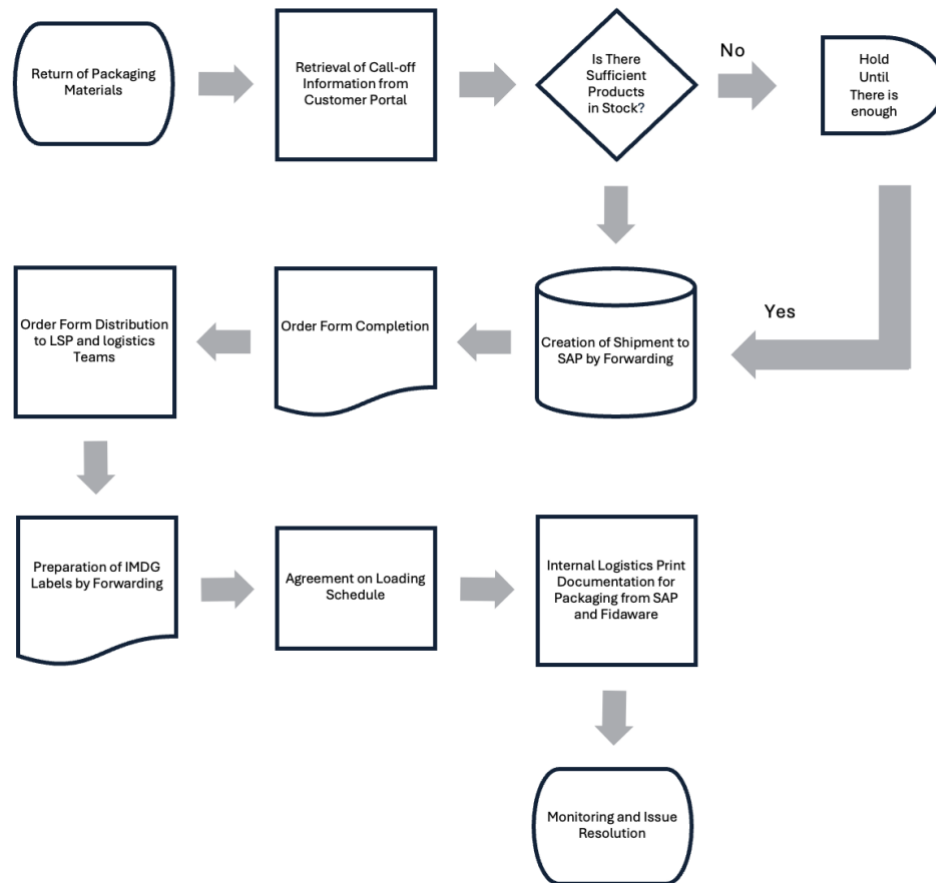 Return of Packaging
Materials
Retrieval of Call-off
Information from
Customer Portal
Is There
Sufficient
Products
in Stock?
No
Hold
Until
There is
enough
Order Form Distribution
to LSP and logistics
Teams
Order Form Completion
Creation of Shipment to
SAP by Forwarding
Yes
Preparation of IMDG
Labels by Forwarding
Agreement on Loading
Schedule
Internal Logistics Print
Documentation for
Packaging from SAP
and Fidaware
Monitoring and Issue
Resolution